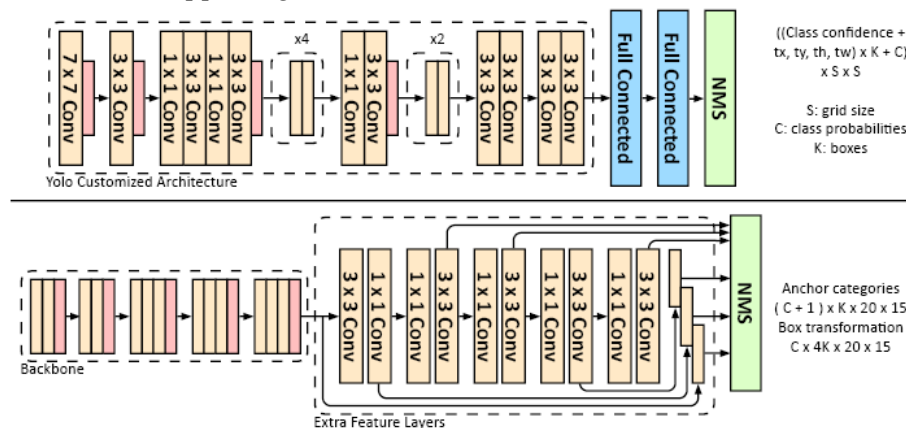 x4
x2
7 x 7 Conv
3 x 3 Conv
1 x 1 Conv
3 x 3 Conv
1 x 1 Conv
3 x 3 Conv
1 x 1 Conv
3 x 3 Conv
3 x 3 Conv
3 x 3 Conv
3 x 3 Conv
3 x 3 Conv
Full Connected
Full Connected
NMS
((Class confidence +
tx, ty, th, tw) x K + C)
x S x S
S: grid size
C: class probabilities
K: boxes
Yolo Customized Architecture
3 x 3 Conv
1 x 1 Conv
1 x 1 Conv
3 x 3 Conv
1 x 1 Conv
3 x 3 Conv
1 x 1 Conv
3 x 3 Conv
1 x 1 Conv
3 x 3 Conv
NMS
Anchor categories
( C + 1 ) x K x 20 x 15
Box transformation
C x 4K x 20 x 15
Backbone
Extra Feature Layers